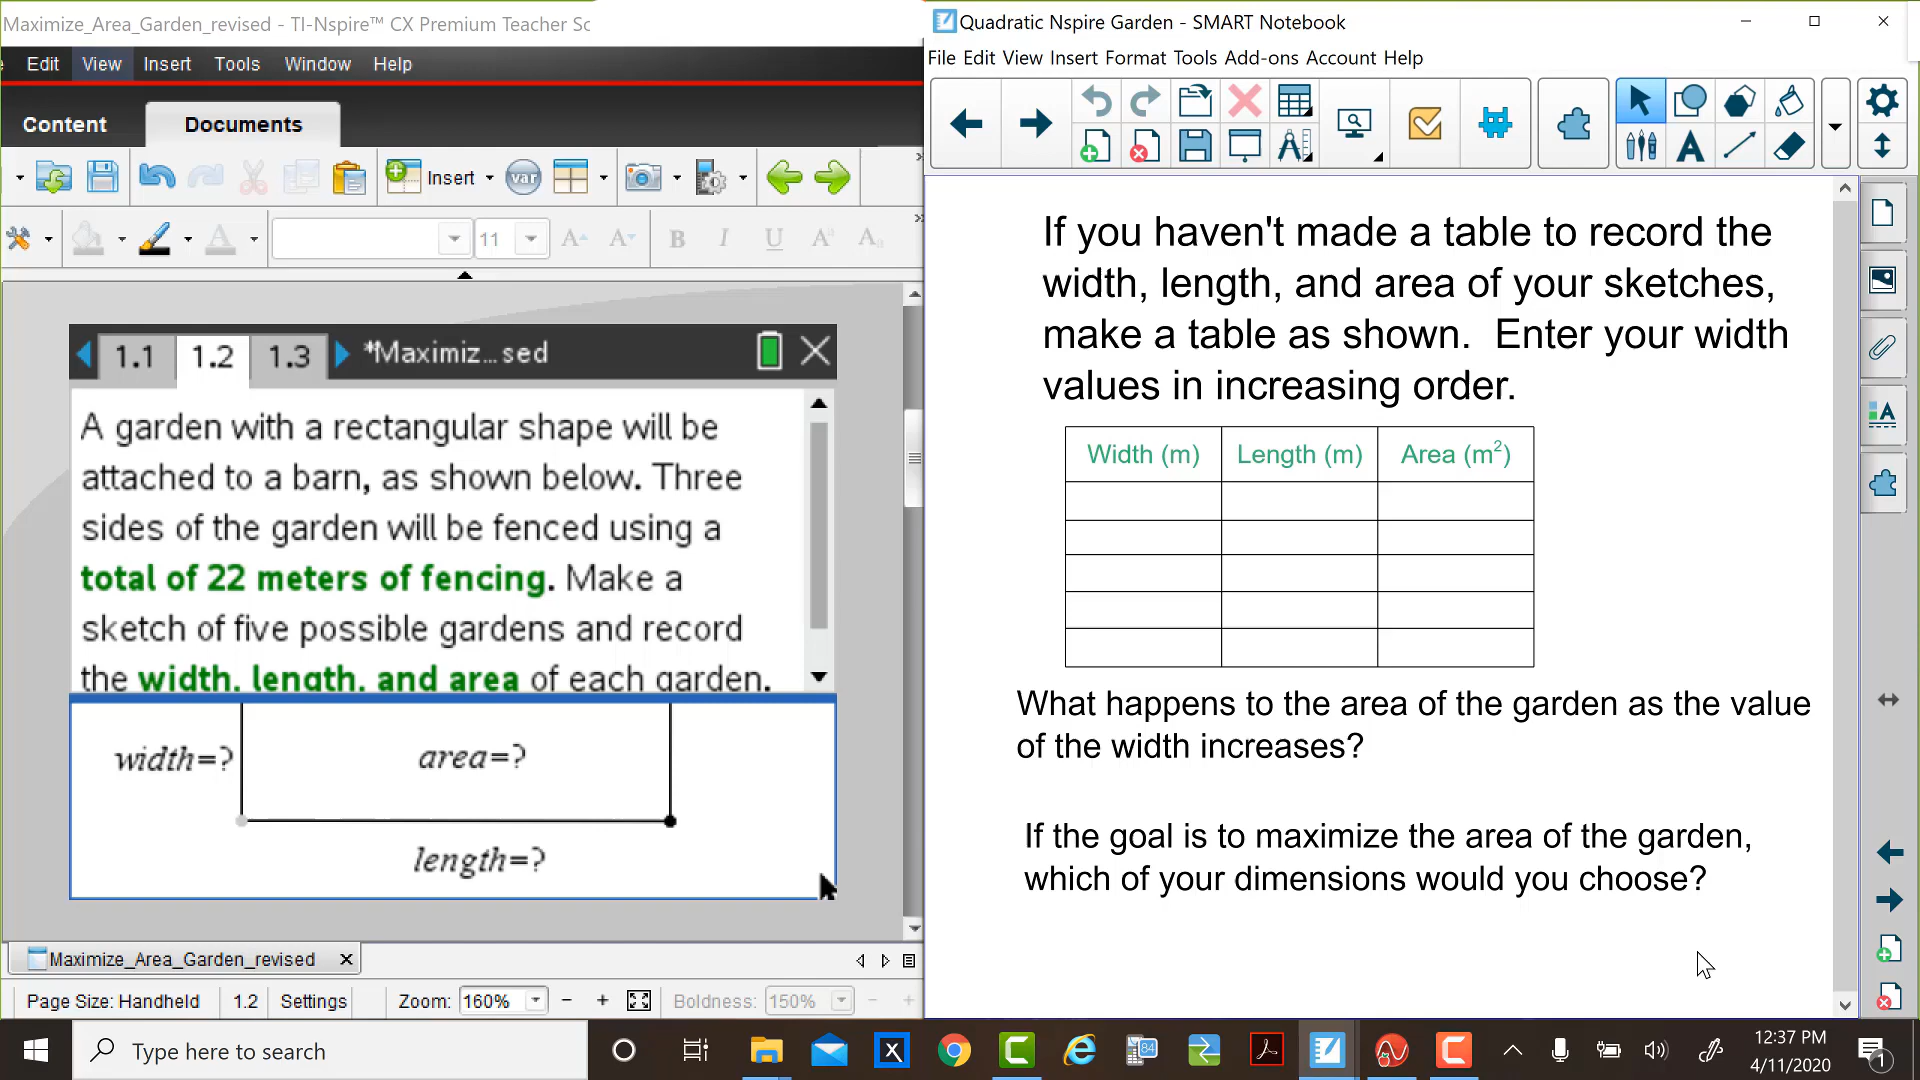 Maximize_Area_Garden_revised - TI-Nspire™ CX Premium Teacher Sc
Edit View Insert Tools Window Help
Content Documents
Insert var
11 A A B I U A A
1.1 1.2 1.3 *Maximiz...sed
A garden with a rectangular shape will be
attached to a barn, as shown below. Three
sides of the garden will be fenced using a
total of 22 meters of fencing. Make a
sketch of five possible gardens and record
the width, length, and area of each garden.
width=? area=?
length=?
Maximize_Area_Garden_revised
Page Size: Handheld 1.2 Settings Zoom: 160% Boldness: 150%
Quadratic Nspire Garden - SMART Notebook
File Edit View Insert Format Tools Add-ons Account Help
If you haven't made a table to record the
width, length, and area of your sketches,
make a table as shown. Enter your width
values in increasing order.
Width (m) Length (m) Area (m²)
What happens to the area of the garden as the value
of the width increases?
If the goal is to maximize the area of the garden,
which of your dimensions would you choose?
Type here to search
84
12:37 PM
4/11/2020
1